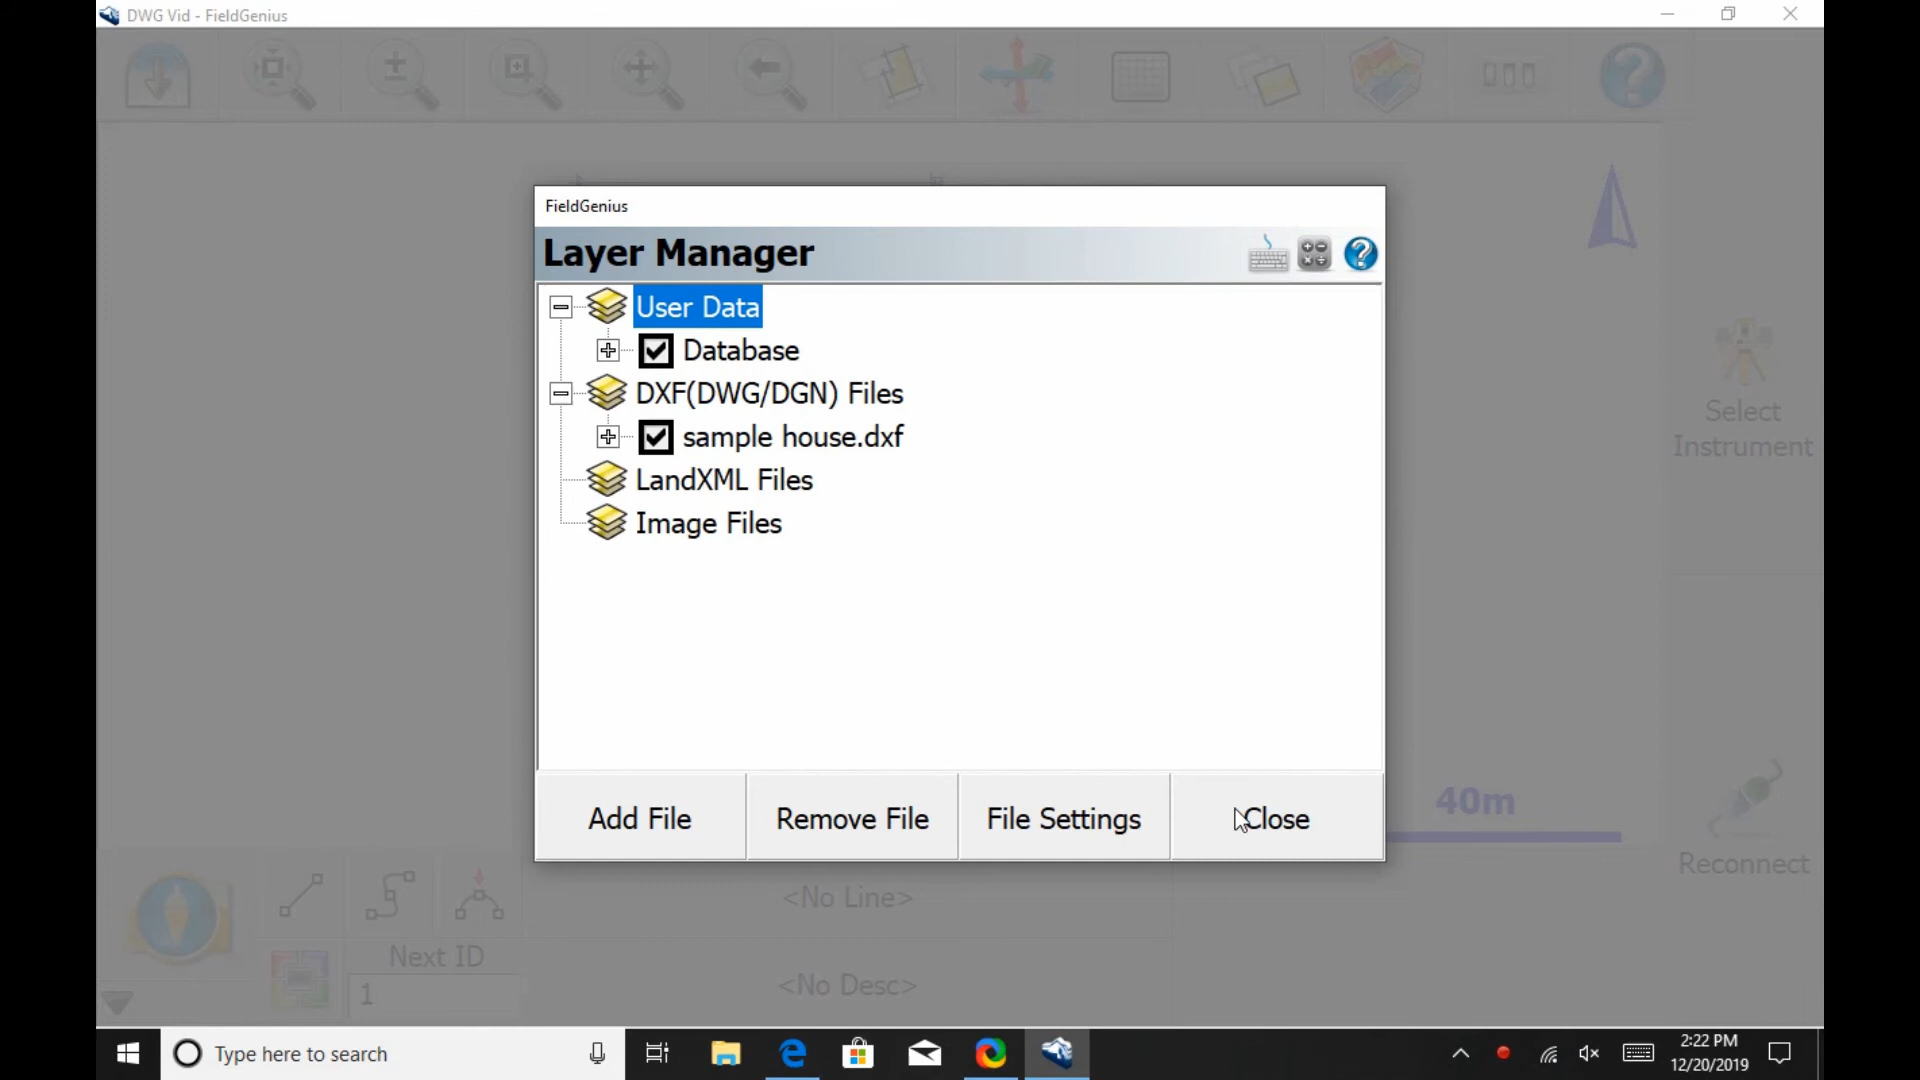 DWG Vid - FieldGenius
FieldGenius
Layer Manager
User Data
Database
DXF(DWG/DGN) Files
sample house.dxf
LandXML Files
Image Files
Add File
Remove File
File Settings
Close
Select
Instrument
40m
Reconnect
<No Line>
Next ID
1
<No Desc>
Type here to search
2:22 PM
12/20/2019